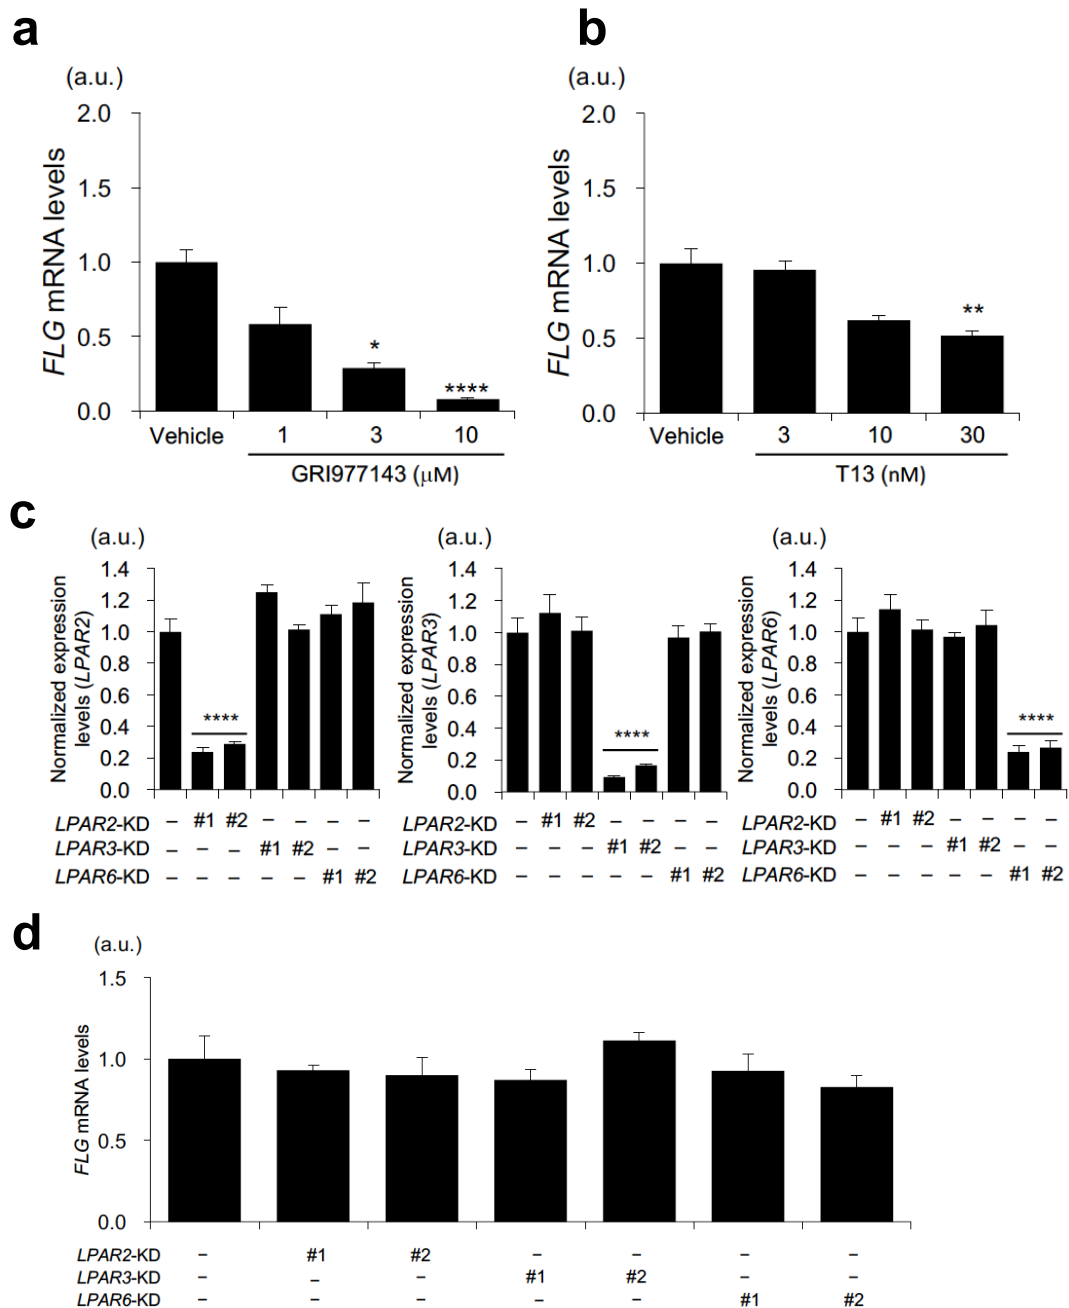 a
(a.u.)
FLG mRNA levels
2.0
1.5
1.0
0.5
0.0
*
****
Vehicle 1 3 10
GRI977143 (μM)
b
(a.u.)
FLG mRNA levels
2.0
1.5
1.0
0.5
0.0
**
Vehicle 3 10 30
T13 (nM)
c
(a.u.)
Normalized expression
levels (LPAR2)
1.4
1.2
1.0
0.8
0.6
0.4
0.2
0.0
****
LPAR2-KD – #1 #2 – – – –
LPAR3-KD – – – #1 #2 – –
LPAR6-KD – – – – – #1 #2
(a.u.)
Normalized expression
levels (LPAR3)
1.4
1.2
1.0
0.8
0.6
0.4
0.2
0.0
****
LPAR2-KD – #1 #2 – – – –
LPAR3-KD – – – #1 #2 – –
LPAR6-KD – – – – – #1 #2
(a.u.)
Normalized expression
levels (LPAR6)
1.4
1.2
1.0
0.8
0.6
0.4
0.2
0.0
****
LPAR2-KD – #1 #2 – – – –
LPAR3-KD – – – #1 #2 – –
LPAR6-KD – – – – – #1 #2
d
(a.u.)
FLG mRNA levels
1.5
1.0
0.5
0.0
LPAR2-KD – #1 #2 – – – –
LPAR3-KD – – – #1 #2 – –
LPAR6-KD – – – – – #1 #2